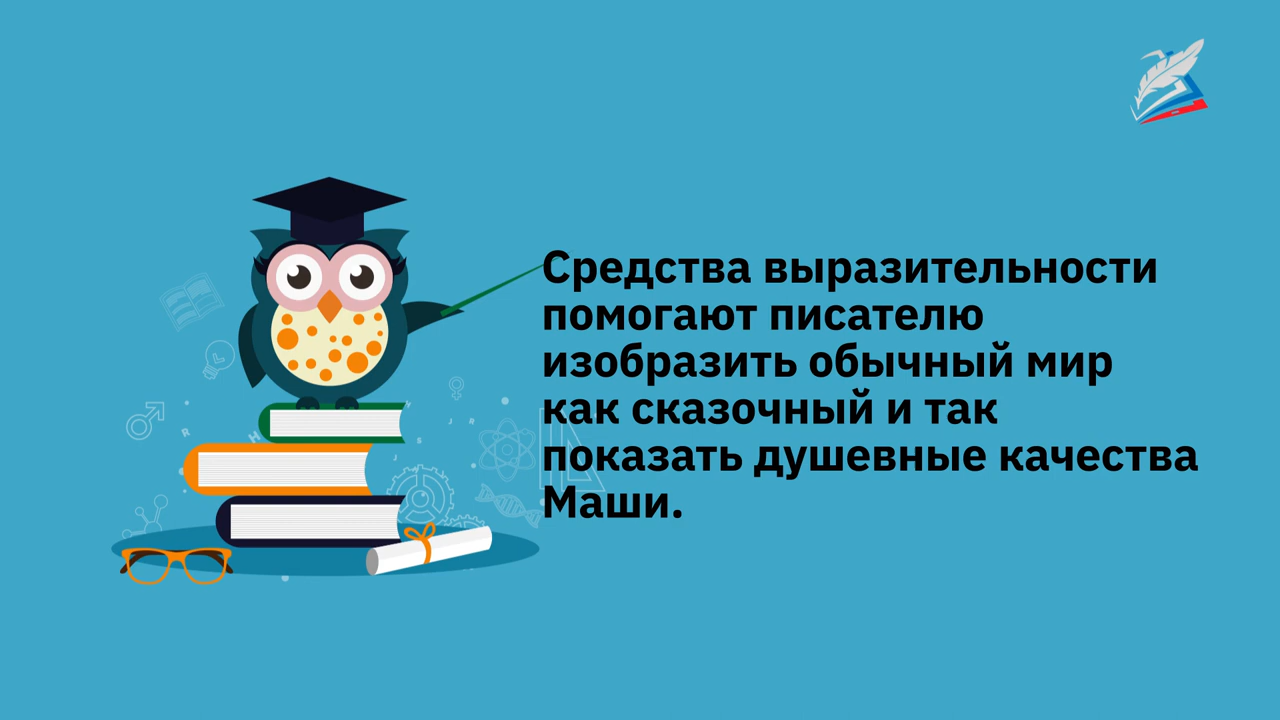 Средства выразительности
помогают писателю
изобразить обычный мир
как сказочный и так
показать душевные качества
Маши.